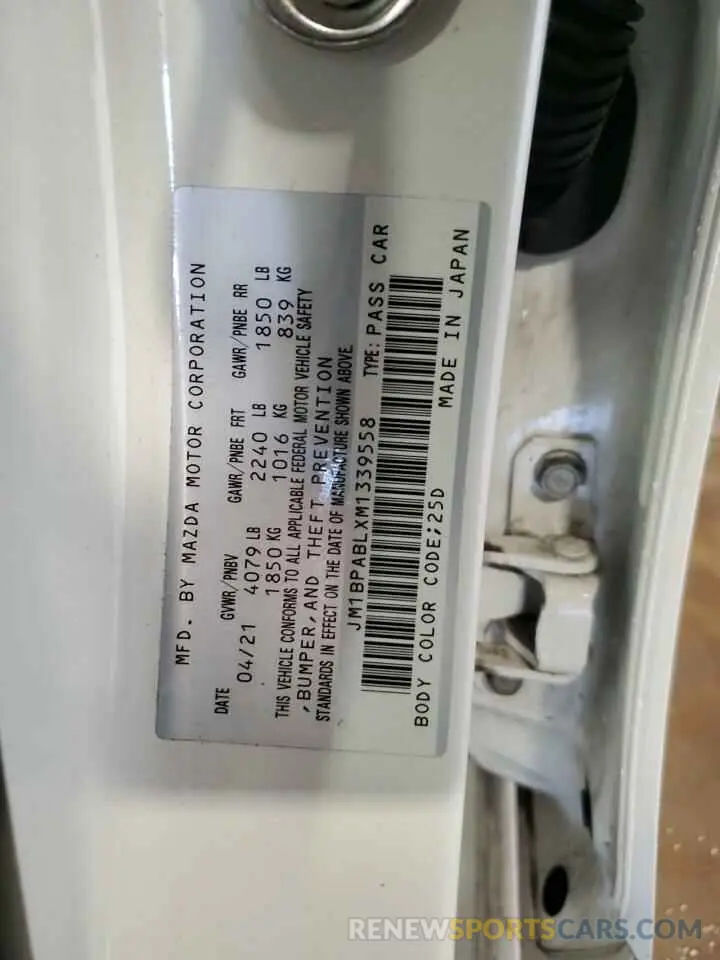 MFD. BY MAZDA MOTOR CORPORATION
DATE GVWR/PNBV GAWR/PNBE FRT GAWR/PNBE RR
04/21 4079 LB 2240 LB 1850 LB
1850 KG 1016 KG 839 KG
THIS VEHICLE CONFORMS TO ALL APPLICABLE FEDERAL MOTOR VEHICLE SAFETY
,BUMPER,AND THEFT PREVENTION
STANDARDS IN EFFECT ON THE DATE OF MANUFACTURE SHOWN ABOVE.
JM1BPABLXM1339558 TYPE: PASS CAR
BODY COLOR CODE;25D MADE IN JAPAN
RENEWSPORTSCARS.COM